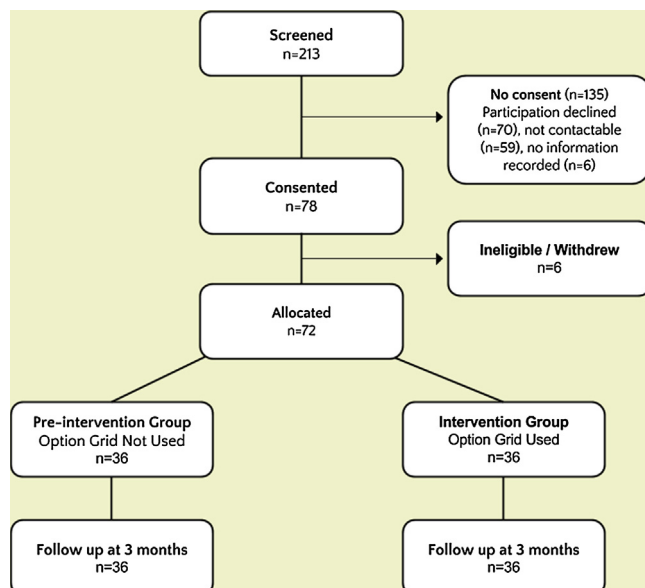 Screened
n=213
No consent (n=135)
Participation declined
(n=70), not contactable
(n=59), no information
recorded (n=6)
Consented
n=78
Ineligible / Withdrew
n=6
Allocated
n=72
Pre-intervention Group
Option Grid Not Used
n=36
Intervention Group
Option Grid Used
n=36
Follow up at 3 months
n=36
Follow up at 3 months
n=36